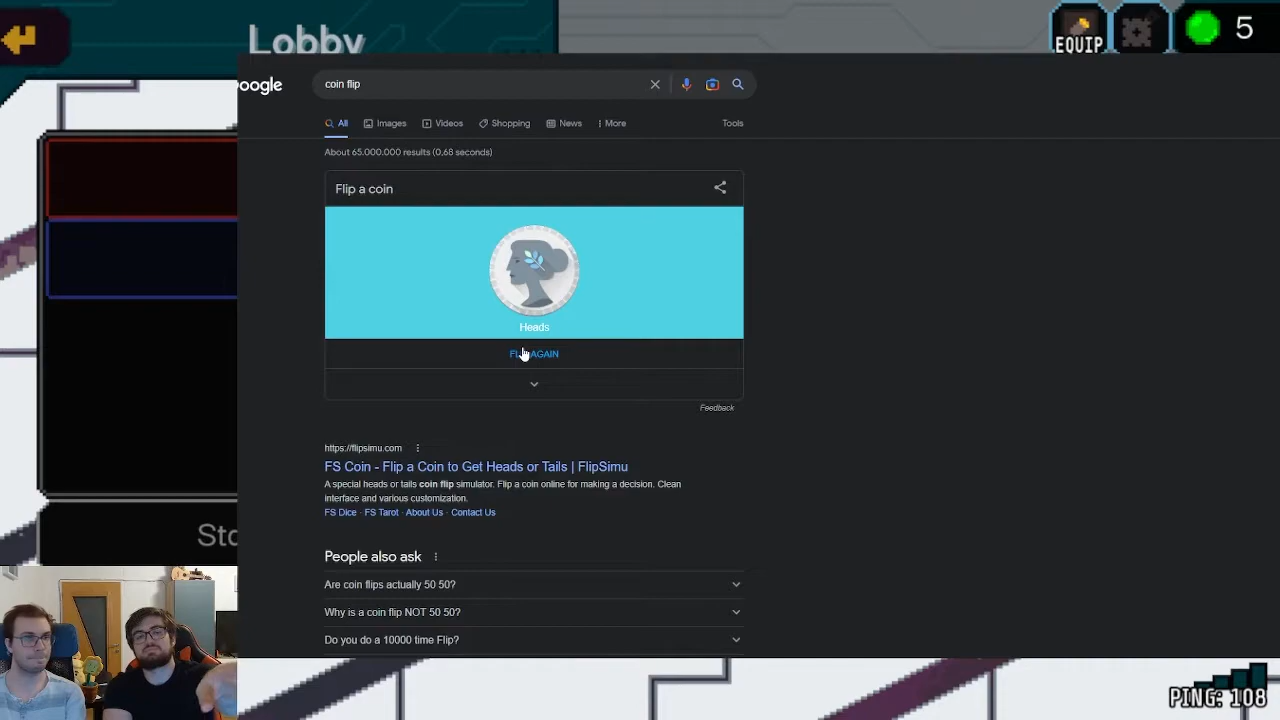 Lobby
EQUIP
5
oogle
coin flip
All
Images
Videos
Shopping
News
More
Tools
About 65.000.000 results (0,68 seconds)
Flip a coin
Heads
AGAIN
Feedback
https://flipsimu.com
FS Coin - Flip a Coin to Get Heads or Tails | FlipSimu
A special heads or tails coin flip simulator. Flip a coin online for making a decision. Clean
interface and various customization.
FS Dice · FS Tarot · About Us · Contact Us
People also ask
Are coin flips actually 50 50?
Why is a coin flip NOT 50 50?
Do you do a 10000 time Flip?
PING: 108